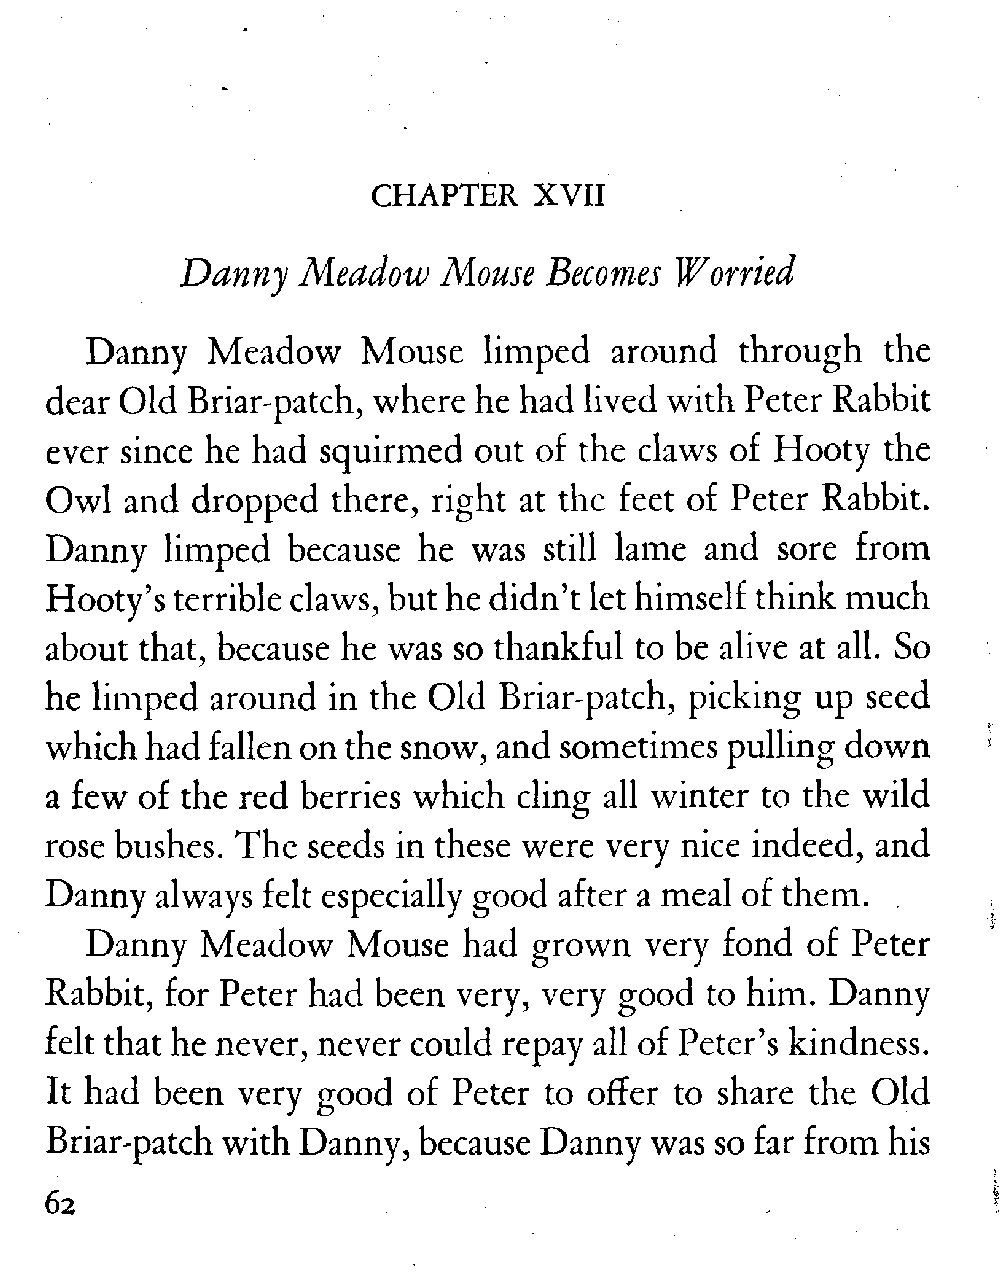 CHAPTER XVII
Danny Meadow Mouse Becomes Worried
Danny Meadow Mouse limped around through the
dear Old Briar-patch, where he had lived with Peter Rabbit
ever since he had squirmed out of the claws of Hooty the
Owl and dropped there, right at the feet of Peter Rabbit.
Danny limped because he was still lame and sore from
Hooty's terrible claws, but he didn't let himself think much
about that, because he was so thankful to be alive at all. So
he limped around in the Old Briar-patch, picking up seed
which had fallen on the snow, and sometimes pulling down
a few of the red berries which cling all winter to the wild
rose bushes. The seeds in these were very nice indeed, and
Danny always felt especially good after a meal of them.
Danny Meadow Mouse had grown very fond of Peter
Rabbit, for Peter had been very, very good to him. Danny
felt that he never, never could repay all of Peter's kindness.
It had been very good of Peter to offer to share the Old
Briar-patch with Danny, because Danny was so far from his
62